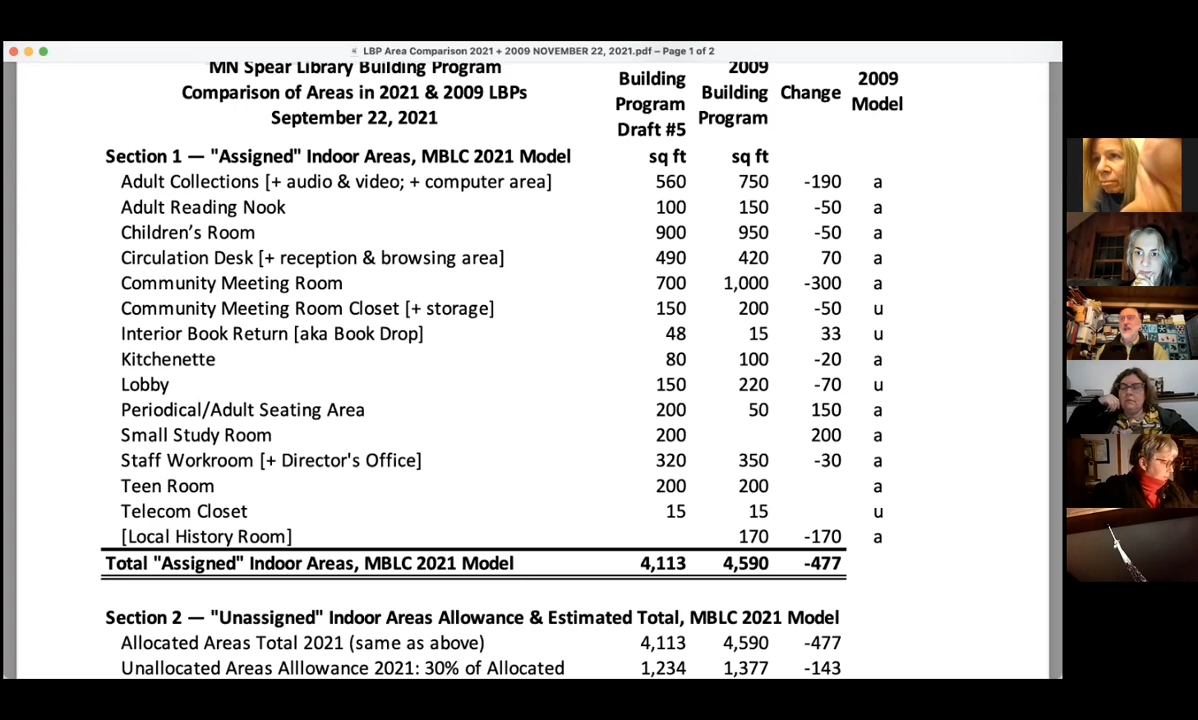 LBP Area Comparison 2021 + 2009 NOVEMBER 22, 2021.pdf – Page 1 of 2
MN Spear Library Building Program
Comparison of Areas in 2021 & 2009 LBPs
September 22, 2021
Building Program Draft #5
2009 Building Program
Change
2009 Model
Section 1 — "Assigned" Indoor Areas, MBLC 2021 Model sq ft sq ft
Adult Collections [+ audio & video; + computer area] 560 750 -190 a
Adult Reading Nook 100 150 -50 a
Children's Room 900 950 -50 a
Circulation Desk [+ reception & browsing area] 490 420 70 a
Community Meeting Room 700 1,000 -300 a
Community Meeting Room Closet [+ storage] 150 200 -50 u
Interior Book Return [aka Book Drop] 48 15 33 u
Kitchenette 80 100 -20 a
Lobby 150 220 -70 u
Periodical/Adult Seating Area 200 50 150 a
Small Study Room 200 200 a
Staff Workroom [+ Director's Office] 320 350 -30 a
Teen Room 200 200 a
Telecom Closet 15 15 u
[Local History Room] 170 -170 a
Total "Assigned" Indoor Areas, MBLC 2021 Model 4,113 4,590 -477
Section 2 — "Unassigned" Indoor Areas Allowance & Estimated Total, MBLC 2021 Model
Allocated Areas Total 2021 (same as above) 4,113 4,590 -477
Unallocated Areas Alllowance 2021: 30% of Allocated 1,234 1,377 -143